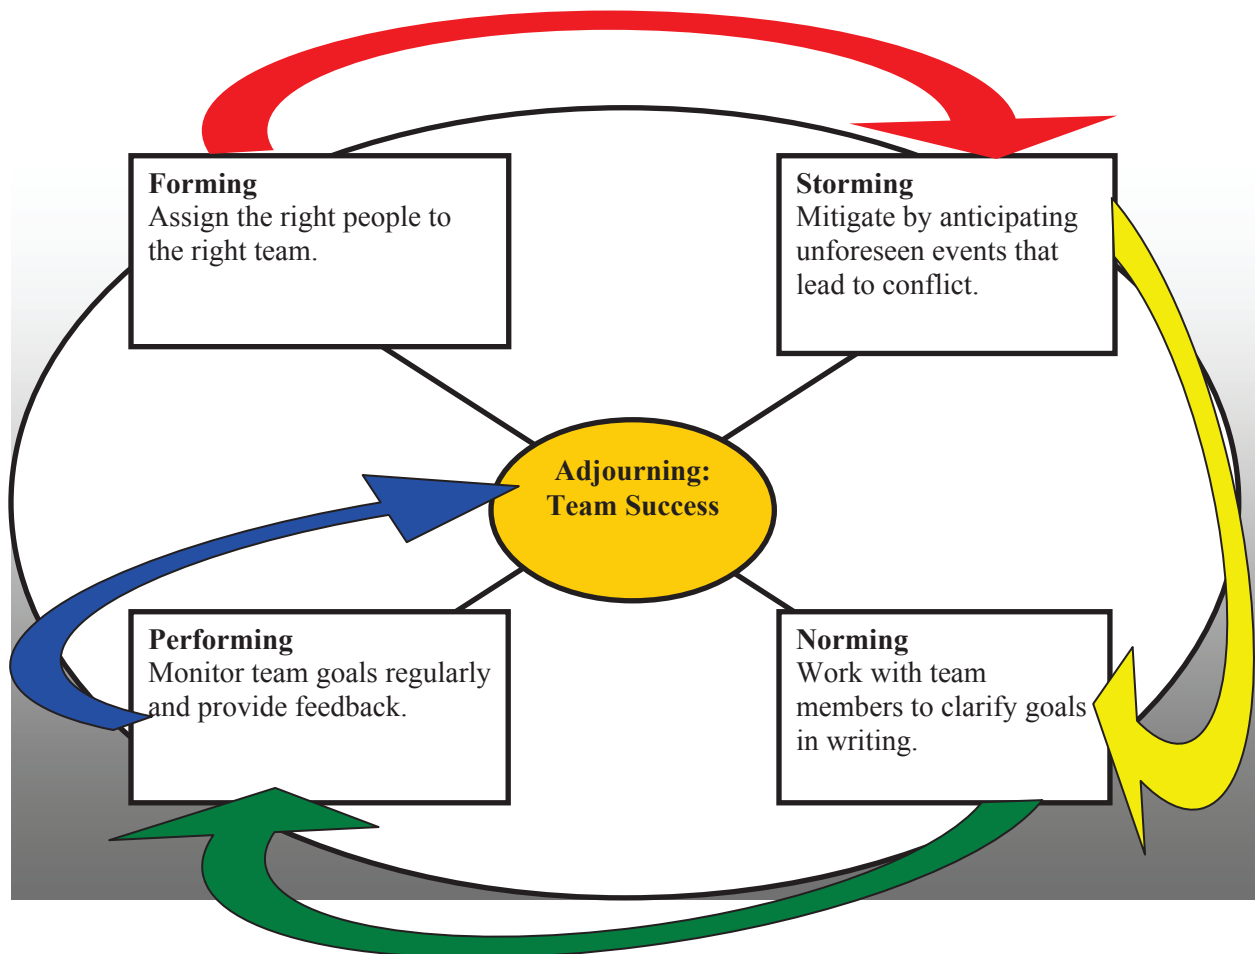 Forming
Assign the right people to
the right team.
Storming
Mitigate by anticipating
unforeseen events that
lead to conflict.
Adjourning:
Team Success
Performing
Monitor team goals regularly
and provide feedback.
Norming
Work with team
members to clarify goals
in writing.